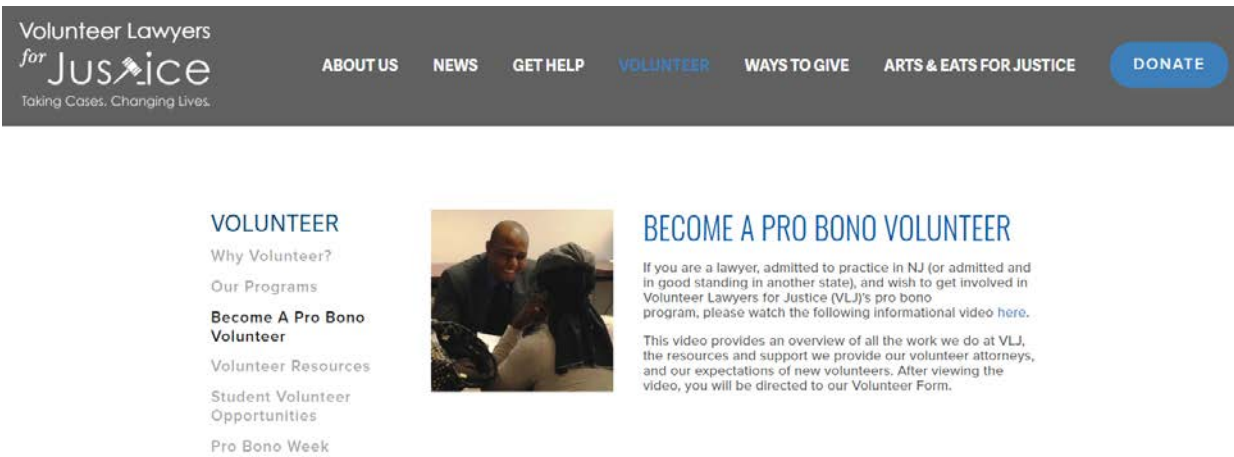 Volunteer Lawyers
for Justice
Taking Cases. Changing Lives.
ABOUT US
NEWS
GET HELP
VOLUNTEER
WAYS TO GIVE
ARTS & EATS FOR JUSTICE
DONATE
VOLUNTEER
Why Volunteer?
Our Programs
Become A Pro Bono
Volunteer
Volunteer Resources
Student Volunteer
Opportunities
Pro Bono Week
BECOME A PRO BONO VOLUNTEER
If you are a lawyer, admitted to practice in NJ (or admitted and
in good standing in another state), and wish to get involved in
Volunteer Lawyers for Justice (VLJ)'s pro bono
program, please watch the following informational video here.
This video provides an overview of all the work we do at VLJ,
the resources and support we provide our volunteer attorneys,
and our expectations of new volunteers. After viewing the
video, you will be directed to our Volunteer Form.